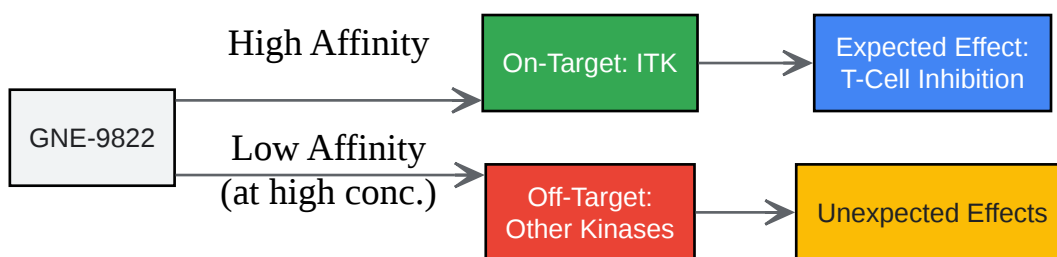 High Affinity
On-Target: ITK
Expected Effect:
T-Cell Inhibition
GNE-9822
Low Affinity
(at high conc.)
Off-Target:
Other Kinases
Unexpected Effects